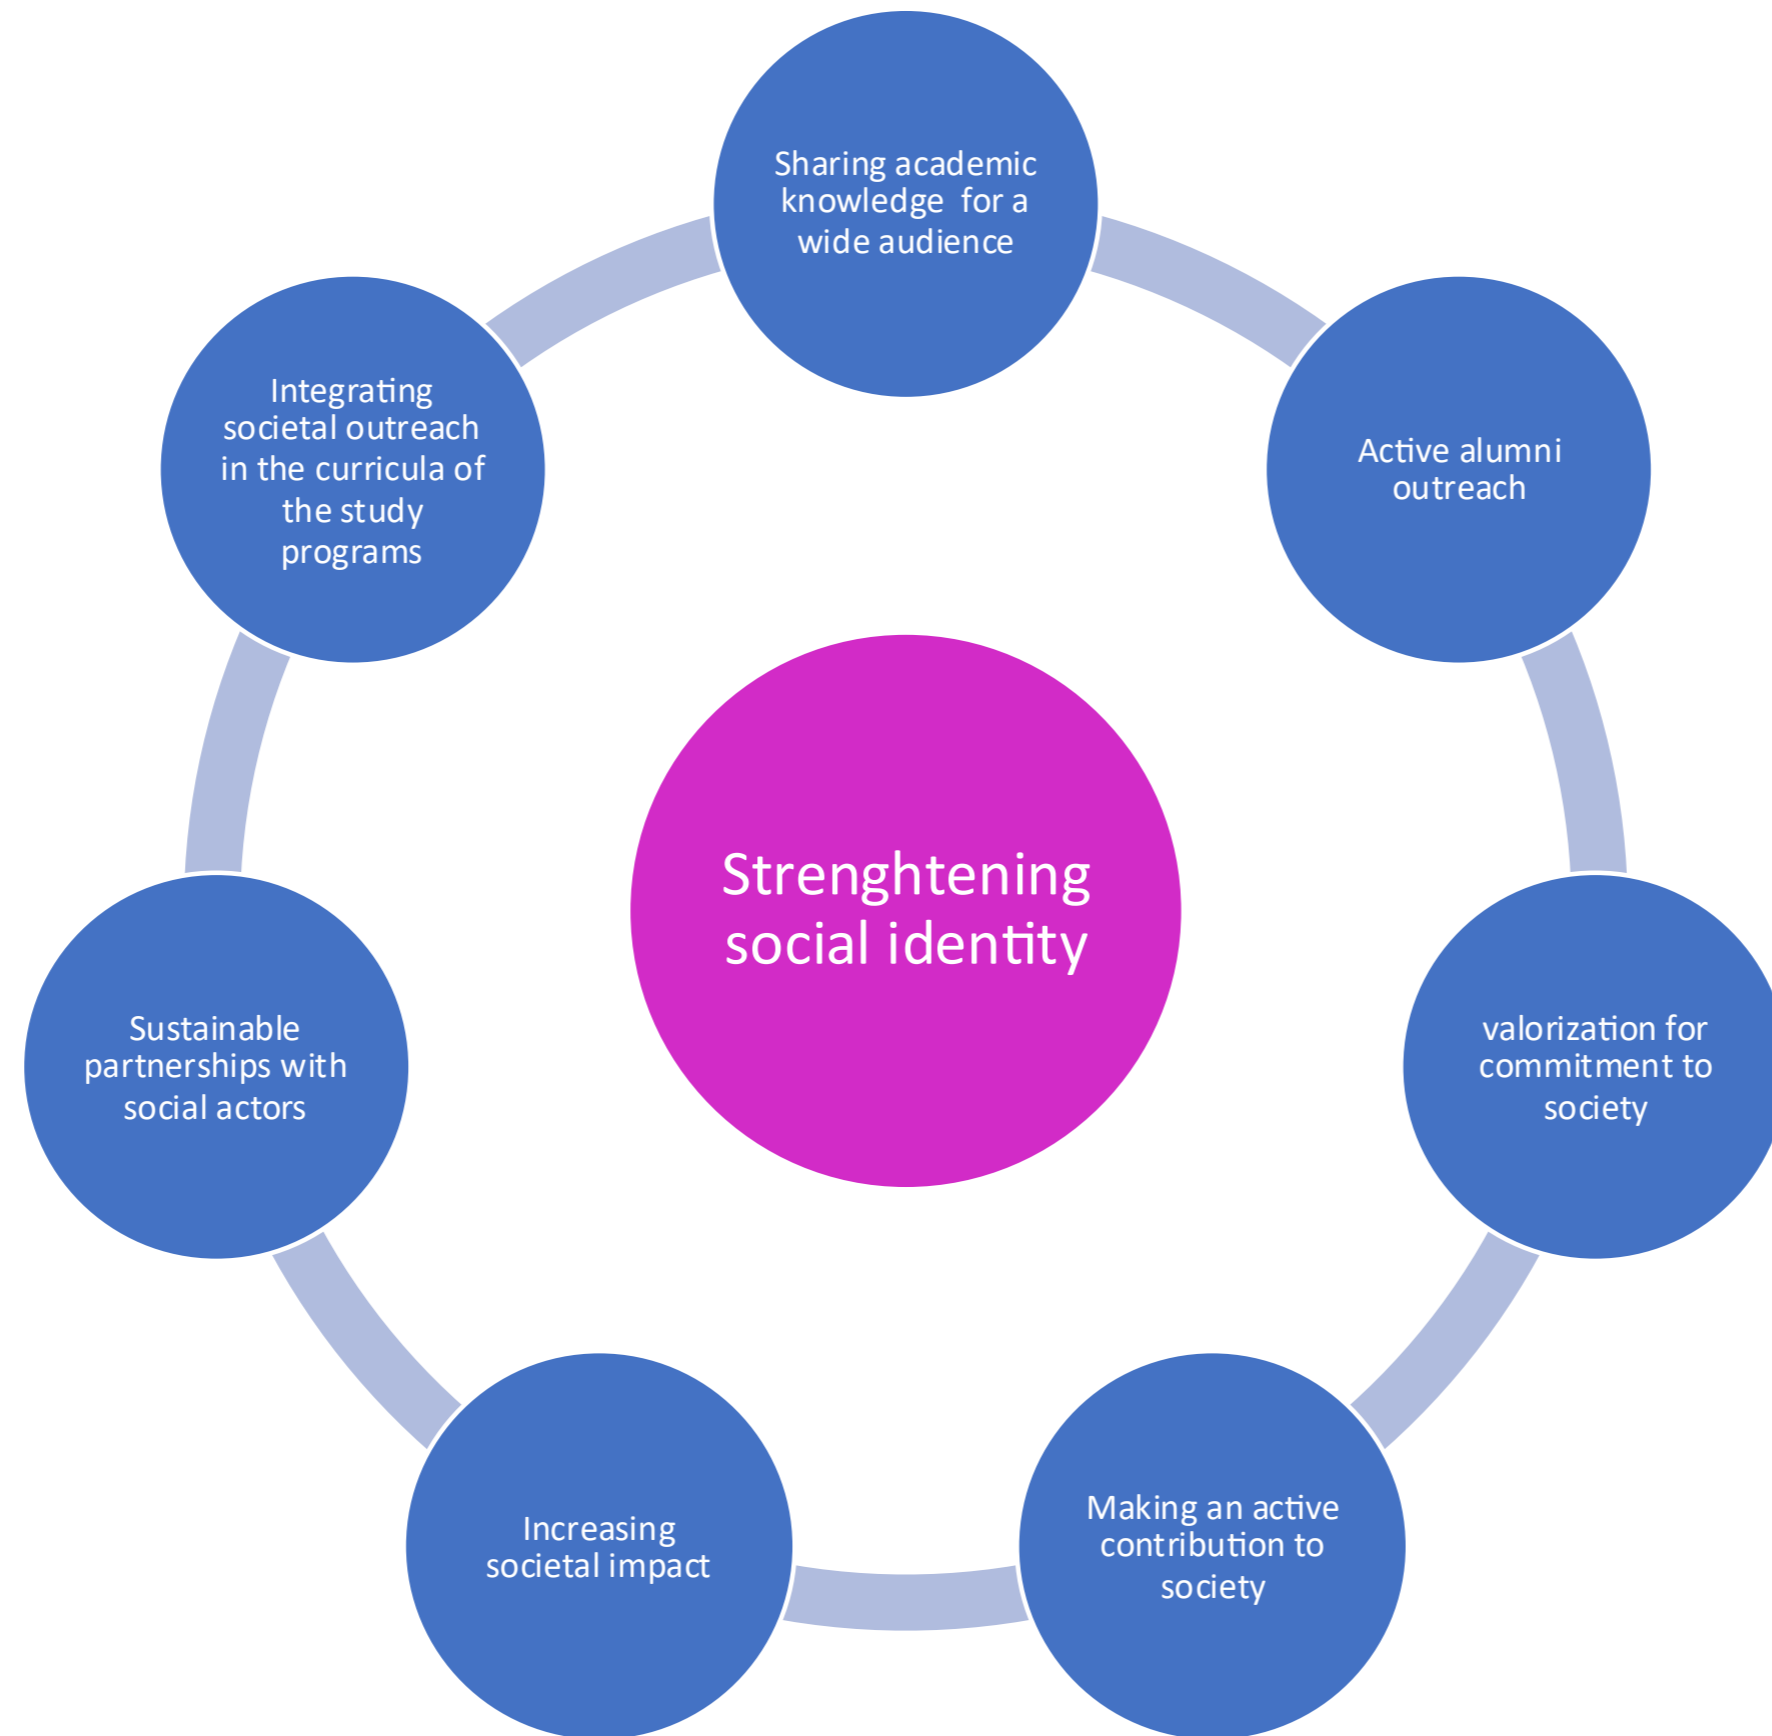 Sharing academic
knowledge  for a
wide audience
Active alumni
outreach
valorization for
commitment to
society
Making an active
contribution to
society
Increasing
societal impact
Sustainable
partnerships with
social actors
Integrating
societal outreach
in the curricula of
the study
programs
Strenghtening
social identity